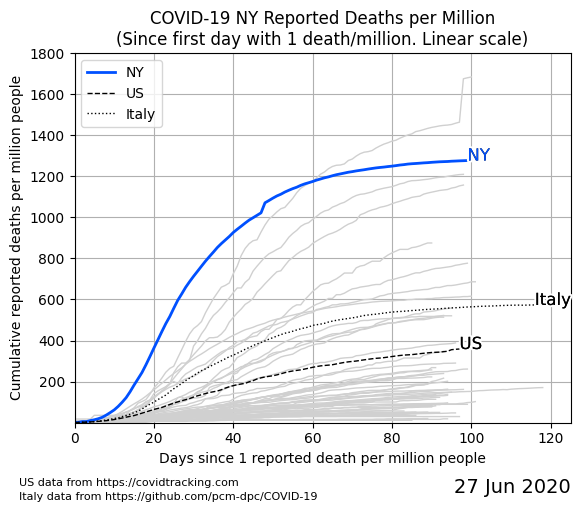 COVID-19 NY Reported Deaths per Million
(Since first day with 1 death/million. Linear scale)
Cumulative reported deaths per million people
1800
1600
1400
1200
1000
800
600
400
200
NY
US
Italy
NY
Italy
US
0
20
40
60
80
100
120
Days since 1 reported death per million people
US data from https://covidtracking.com
Italy data from https://github.com/pcm-dpc/COVID-19
27 Jun 2020